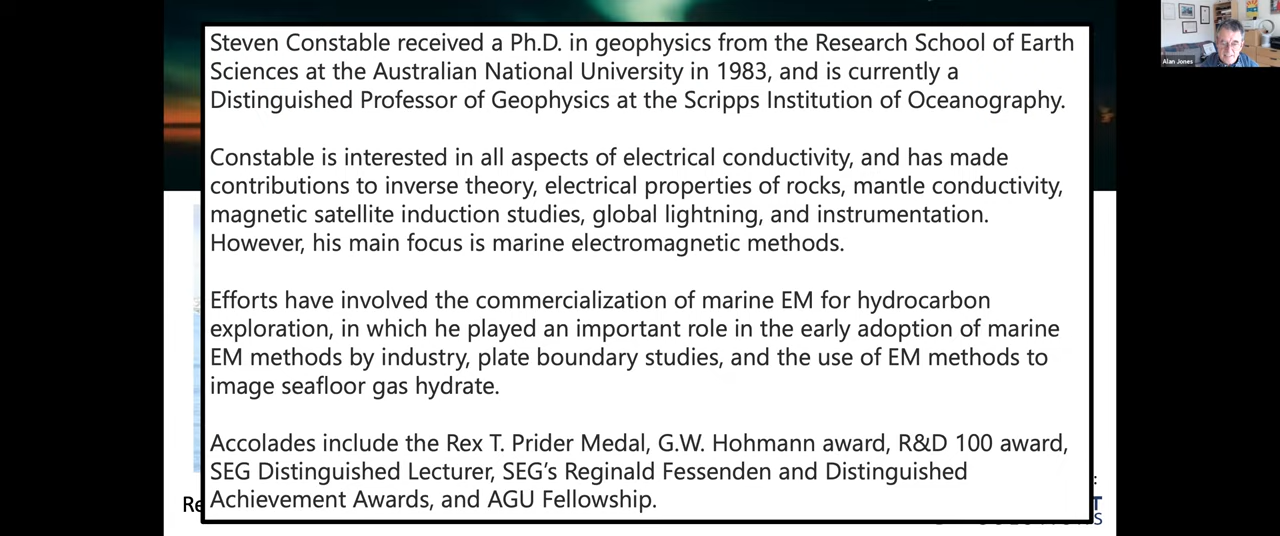 Steven Constable received a Ph.D. in geophysics from the Research School of Earth
Sciences at the Australian National University in 1983, and is currently a
Distinguished Professor of Geophysics at the Scripps Institution of Oceanography.
Constable is interested in all aspects of electrical conductivity, and has made
contributions to inverse theory, electrical properties of rocks, mantle conductivity,
magnetic satellite induction studies, global lightning, and instrumentation.
However, his main focus is marine electromagnetic methods.
Efforts have involved the commercialization of marine EM for hydrocarbon
exploration, in which he played an important role in the early adoption of marine
EM methods by industry, plate boundary studies, and the use of EM methods to
image seafloor gas hydrate.
Accolades include the Rex T. Prider Medal, G.W. Hohmann award, R&D 100 award,
SEG Distinguished Lecturer, SEG's Reginald Fessenden and Distinguished
Achievement Awards, and AGU Fellowship.
Alan Jones